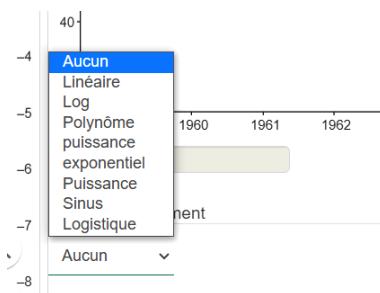 40
–4
Aucun
Linéaire
Log
Polynôme
–5
puissance
1960 1961 1962
exponentiel
–6
Puissance
Sinus
–7
ment
Logistique
Aucun
–8